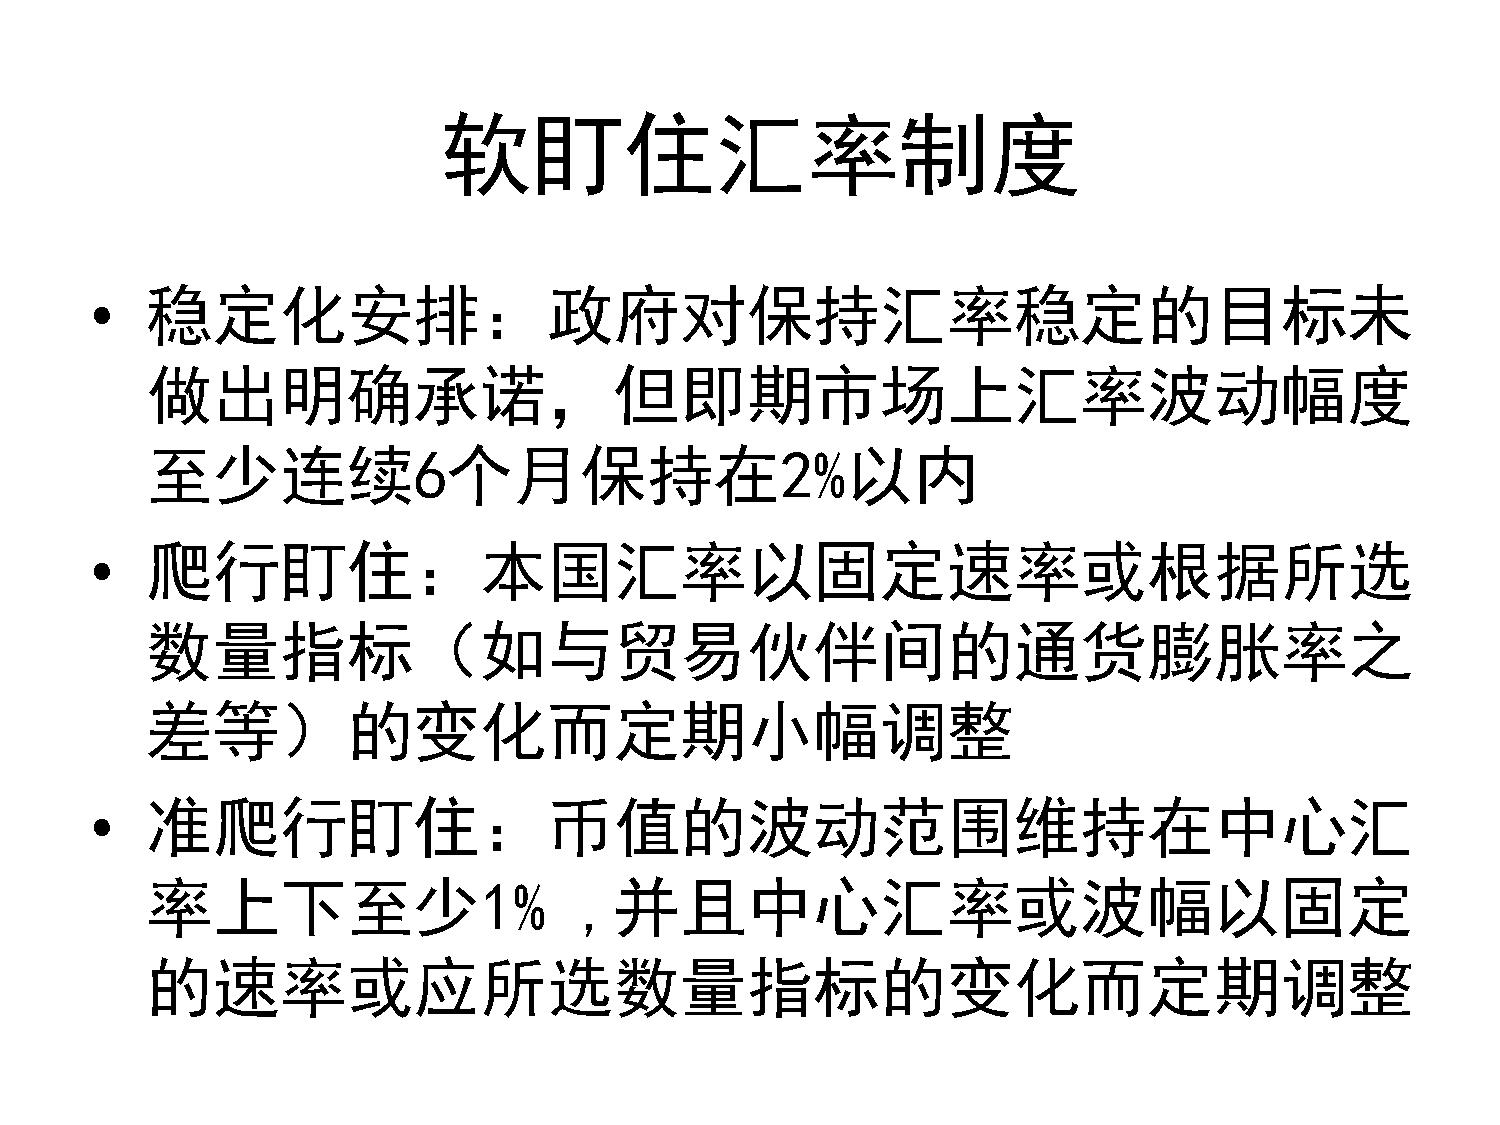 软盯住汇率制度
• 稳定化安排：政府对保持汇率稳定的目标未
做出明确承诺，但即期市场上汇率波动幅度
至少连续6个月保持在2%以内
• 爬行盯住：本国汇率以固定速率或根据所选
数量指标（如与贸易伙伴间的通货膨胀率之
差等）的变化而定期小幅调整
• 准爬行盯住：币值的波动范围维持在中心汇
率上下至少1% ,并且中心汇率或波幅以固定
的速率或应所选数量指标的变化而定期调整